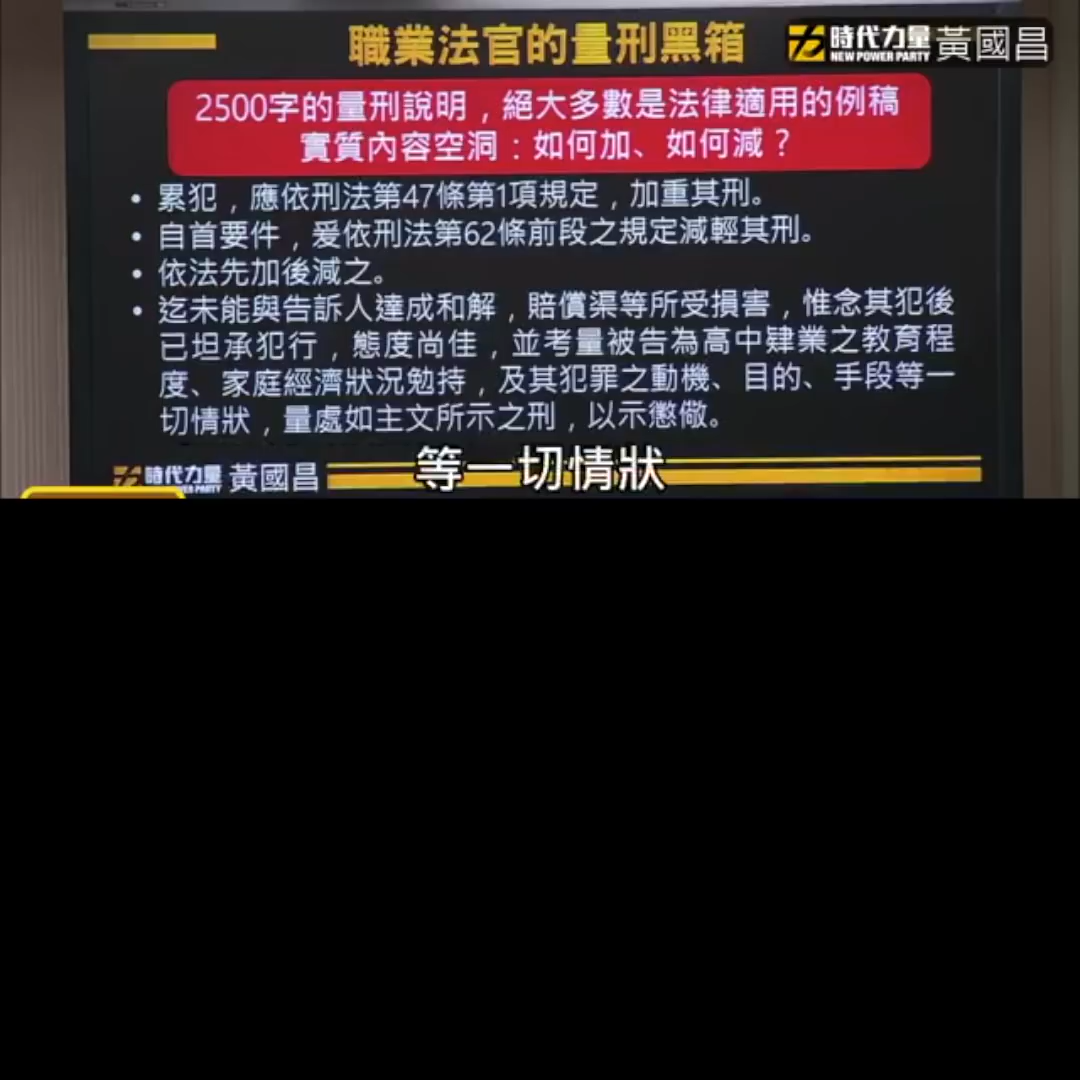 職業法官的量刑黑箱
時代力量 黃國昌
NEW POWER PARTY
2500字的量刑說明，絕大多數是法律適用的例稿
實質內容空洞：如何加、如何減？
• 累犯，應依刑法第47條第1項規定，加重其刑。
• 自首要件，爰依刑法第62條前段之規定減輕其刑。
• 依法先加後減之。
• 迄未能與告訴人達成和解，賠償渠等所受損害，惟念其犯後
已坦承犯行，態度尚佳，並考量被告為高中肄業之教育程
度、家庭經濟狀況勉持，及其犯罪之動機、目的、手段等一
切情狀，量處如主文所示之刑，以示懲儆。
時代力量 黃國昌
NEW POWER PARTY
等一切情狀